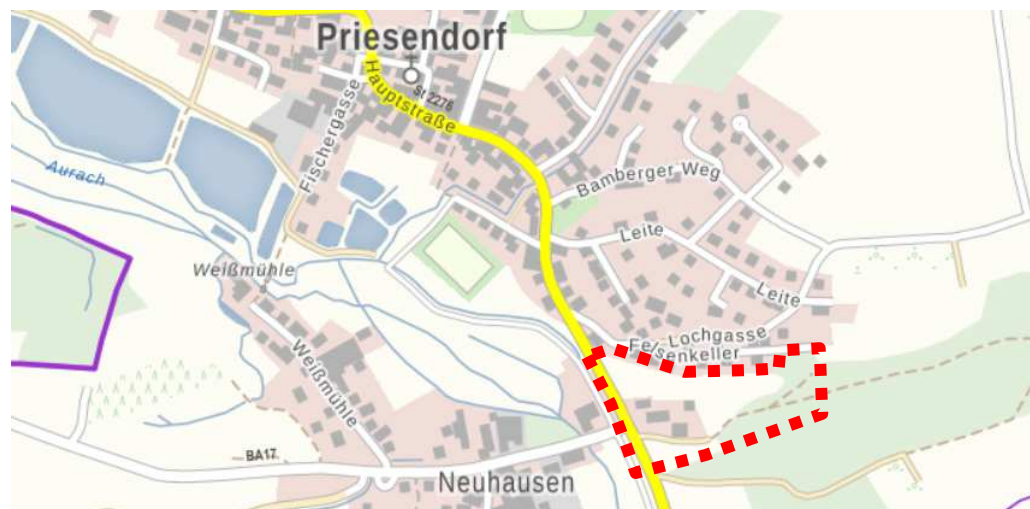 Priesendorf
St 2276
Hauptstraße
Fischergasse
Aurach
Bamberger Weg
Leite
Weißmühle
Leite
Lochgasse
Felsenkeller
Weißmühle
BA17
Neuhausen